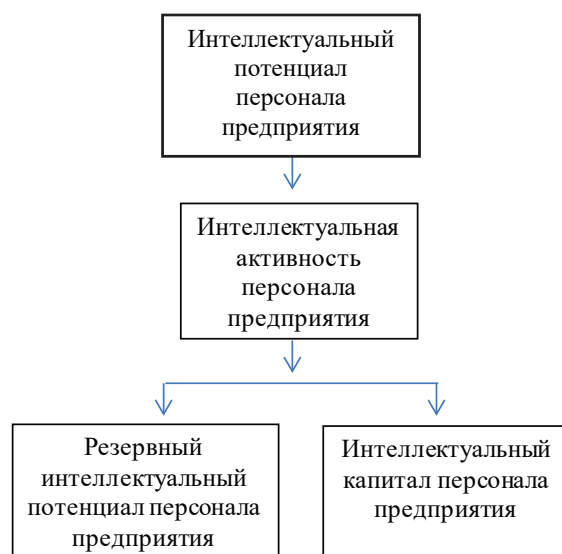 Интеллектуальный
потенциал
персонала
предприятия
Интеллектуальная
активность
персонала
предприятия
Резервный
интеллектуальный
потенциал персонала
предприятия
Интеллектуальный
капитал персонала
предприятия